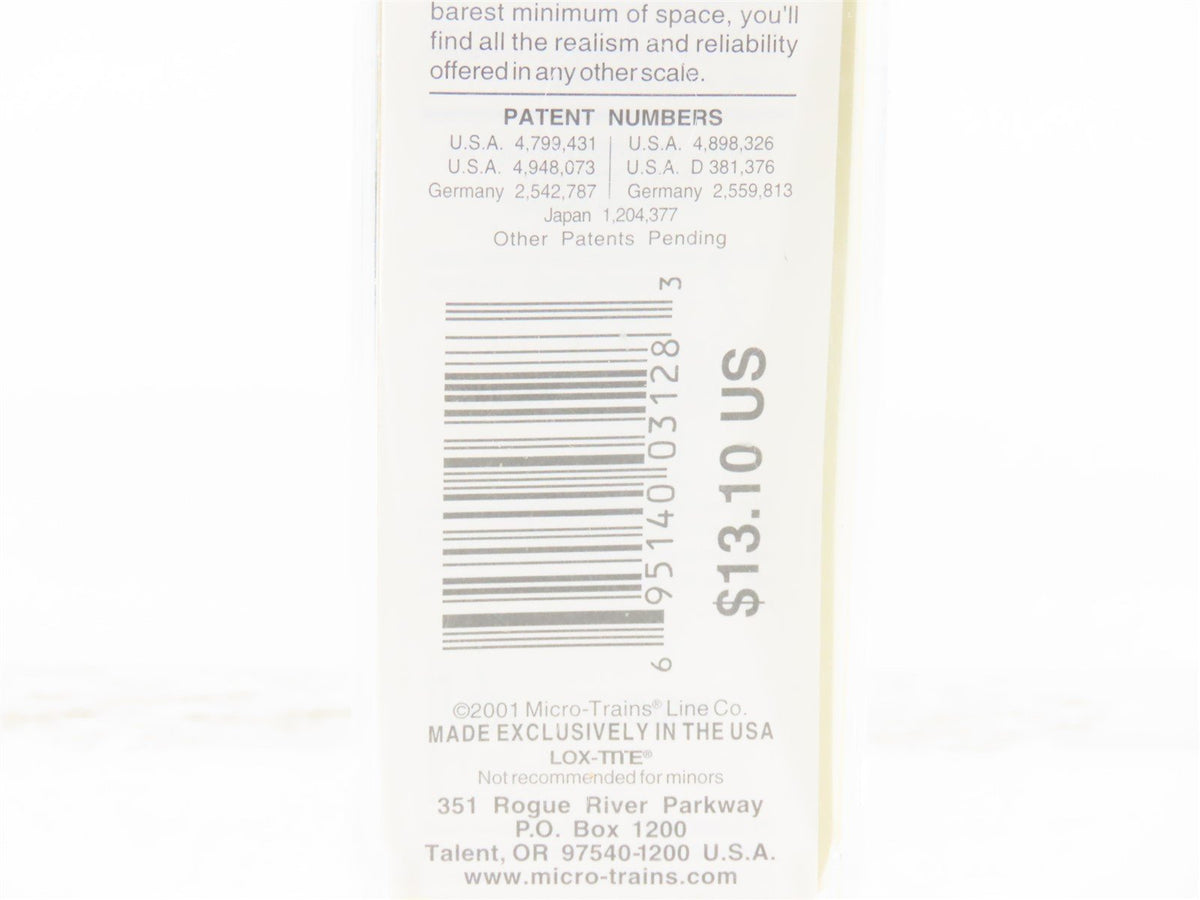 barest minimum of space, you'll
find all the realism and reliability
offered in any other scale.
PATENT NUMBERS
U.S.A. 4,799,431 | U.S.A. 4,898,326
U.S.A. 4,948,073 | U.S.A. D 381,376
Germany 2,542,787 | Germany 2,559,813
Japan 1,204,377
Other Patents Pending
6 95140 03128 3
$13.10 US
©2001 Micro-Trains® Line Co.
MADE EXCLUSIVELY IN THE USA
LOX-TITE®
Not recommended for minors
351 Rogue River Parkway
P.O. Box 1200
Talent, OR 97540-1200 U.S.A.
www.micro-trains.com